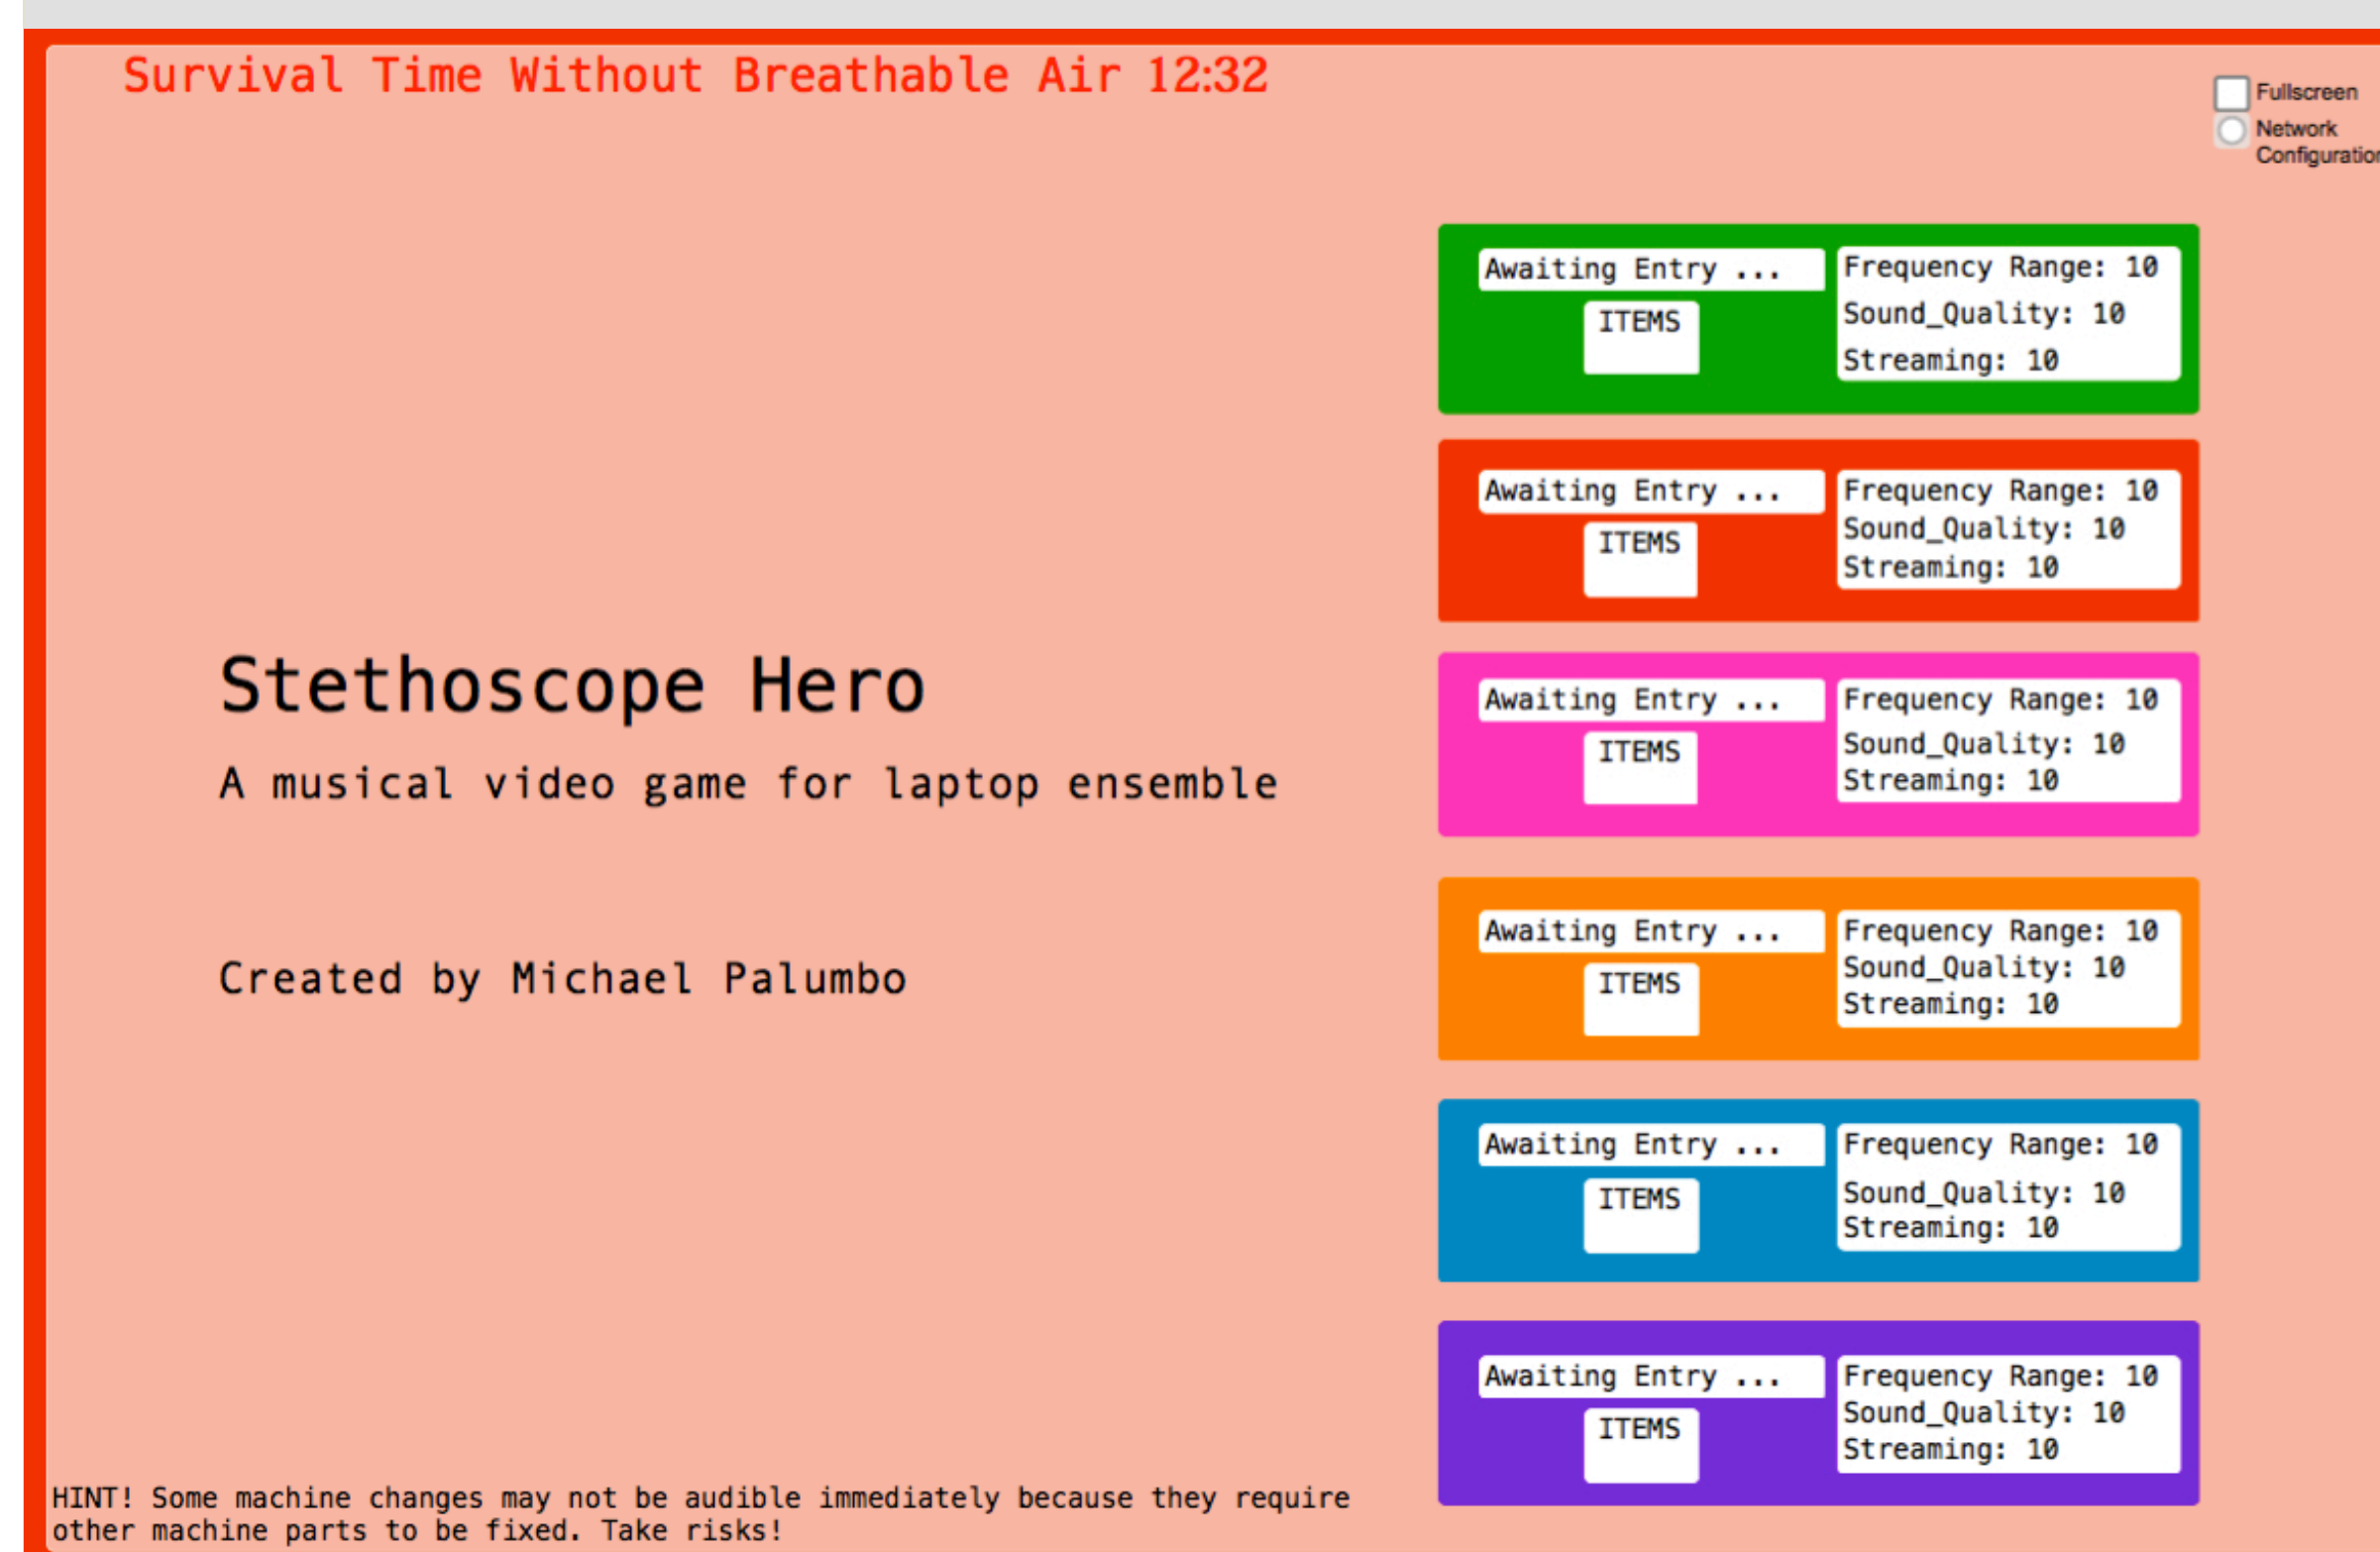 Survival Time Without Breathable Air 12:32
Fullscreen
Network
Configuration
Awaiting Entry ...
ITEMS
Frequency Range: 10
Sound_Quality: 10
Streaming: 10
Awaiting Entry ...
ITEMS
Frequency Range: 10
Sound_Quality: 10
Streaming: 10
Stethoscope Hero
A musical video game for laptop ensemble
Created by Michael Palumbo
Awaiting Entry ...
ITEMS
Frequency Range: 10
Sound_Quality: 10
Streaming: 10
Awaiting Entry ...
ITEMS
Frequency Range: 10
Sound_Quality: 10
Streaming: 10
Awaiting Entry ...
ITEMS
Frequency Range: 10
Sound_Quality: 10
Streaming: 10
Awaiting Entry ...
ITEMS
Frequency Range: 10
Sound_Quality: 10
Streaming: 10
HINT! Some machine changes may not be audible immediately because they require
other machine parts to be fixed. Take risks!